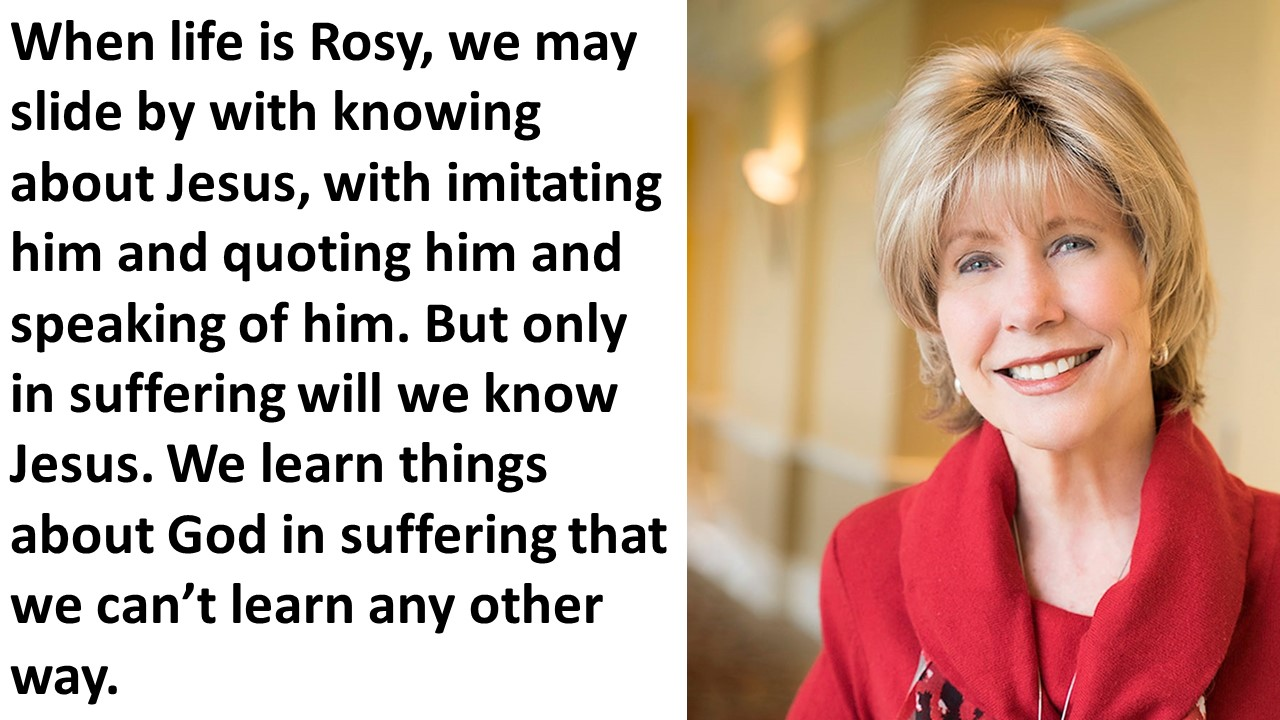 When life is Rosy, we may
slide by with knowing
about Jesus, with imitating
him and quoting him and
speaking of him. But only
in suffering will we know
Jesus. We learn things
about God in suffering that
we can’t learn any other
way.